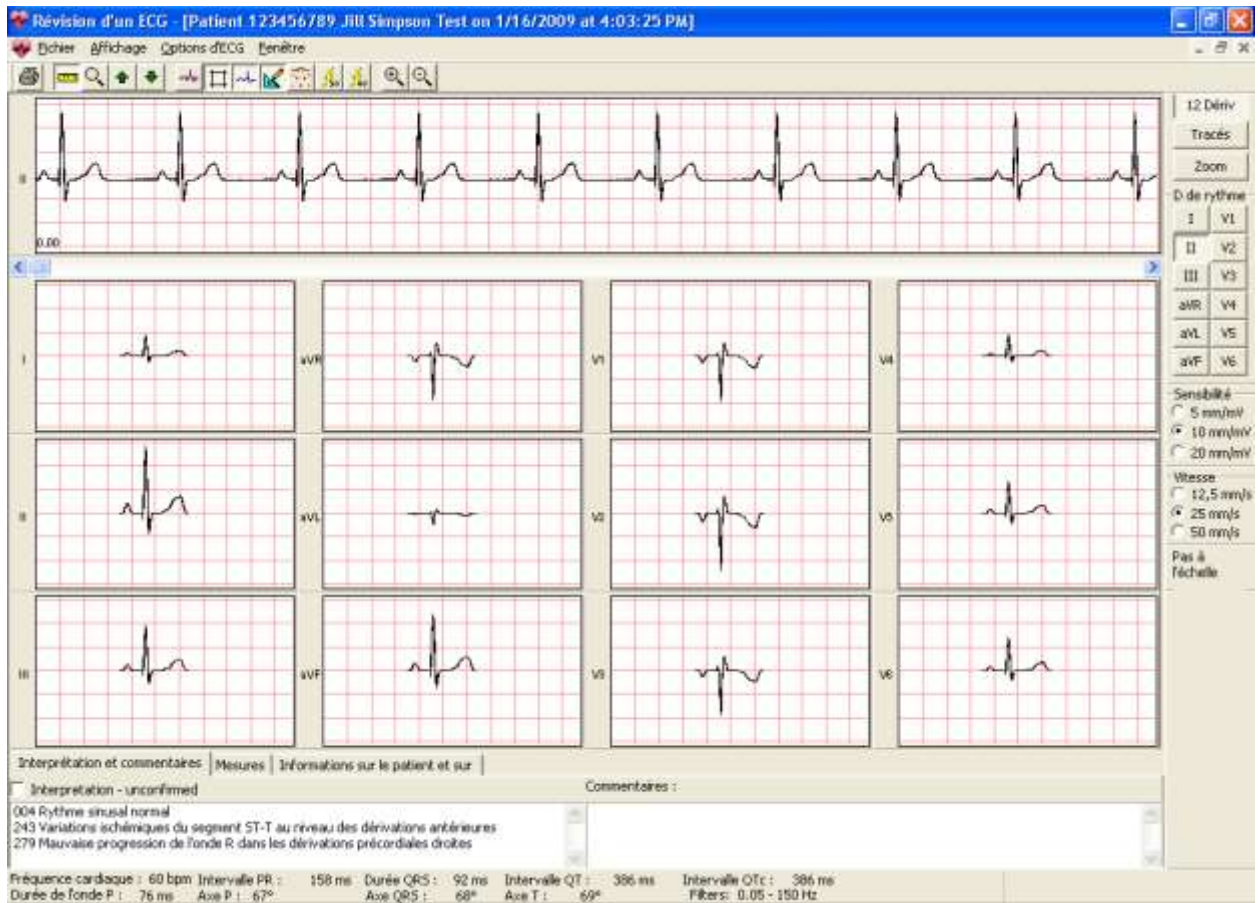 Révision d'un ECG - [Patient 123456789 Jill Simpson Test on 1/16/2009 at 4:03:25 PM]
Fichier Affichage Options d'ECG Fenêtre
12 Dériv
Tracés
Zoom
D de rythme
I V1
II V2
III V3
aVR V4
aVL V5
aVF V6
Sensibilité
5 mm/mV
10 mm/mV
20 mm/mV
Vitesse
12,5 mm/s
25 mm/s
50 mm/s
Pas à
l'échelle
II
0.00
I aVR V1 V4
II aVL V2 V5
III aVF V3 V6
Interprétation et commentaires Mesures Informations sur le patient et sur
Interpretation - unconfirmed Commentaires :
004 Rythme sinusal normal
243 Variations ischémiques du segment ST-T au niveau des dérivations antérieures
279 Mauvaise progression de l'onde R dans les dérivations précordiales droites
Fréquence cardiaque : 60 bpm Intervalle PR : 158 ms Durée QRS : 92 ms Intervalle QT : 386 ms Intervalle QTc : 386 ms
Durée de l'onde P : 76 ms Axe P : 67° Axe QRS : 68° Axe T : 69° Filters: 0.05 - 150 Hz